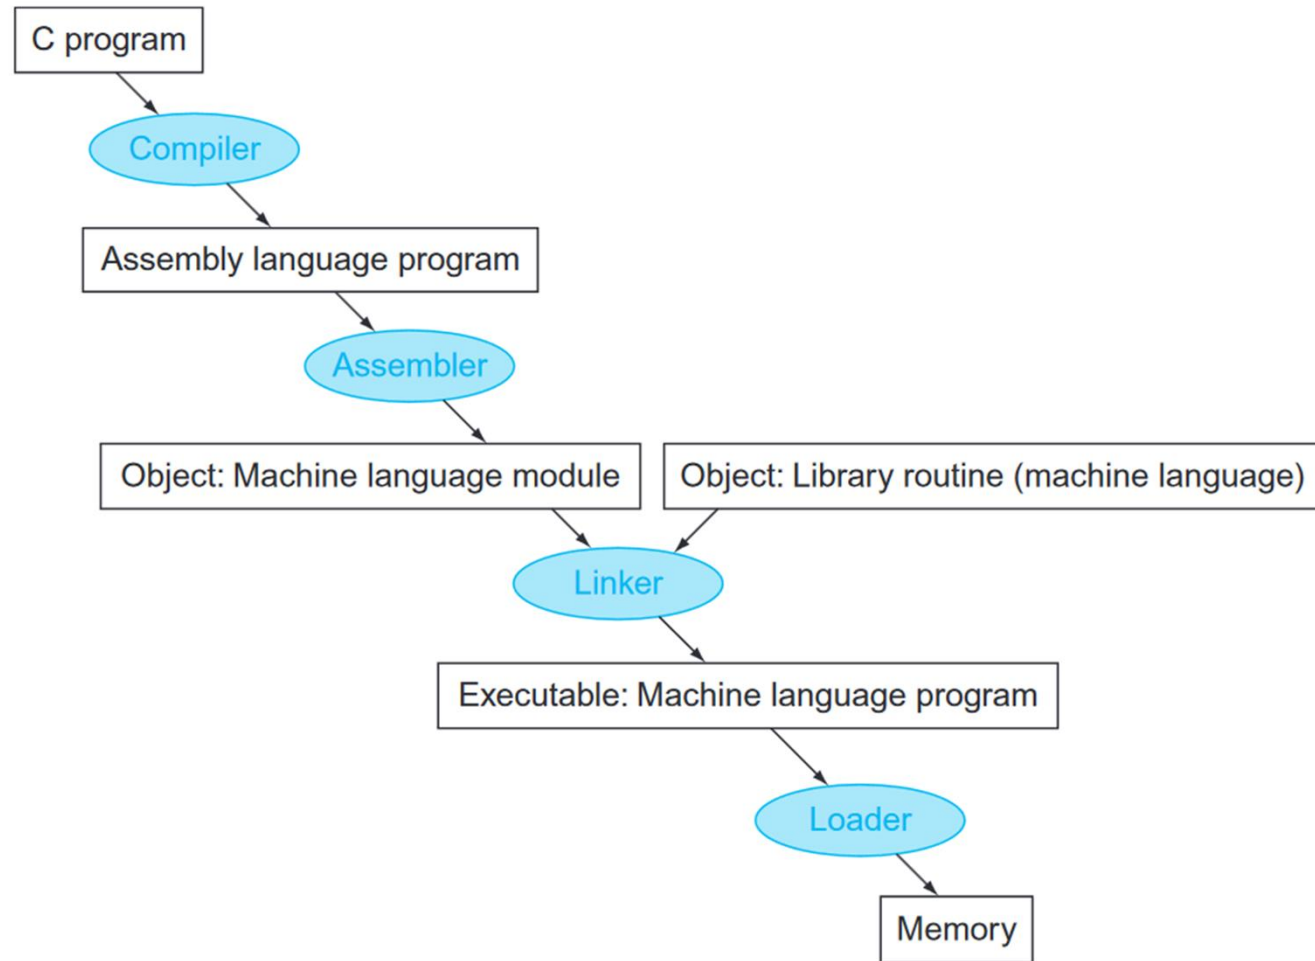 C program
Compiler
Assembly language program
Assembler
Object: Machine language module
Object: Library routine (machine language)
Linker
Executable: Machine language program
Loader
Memory